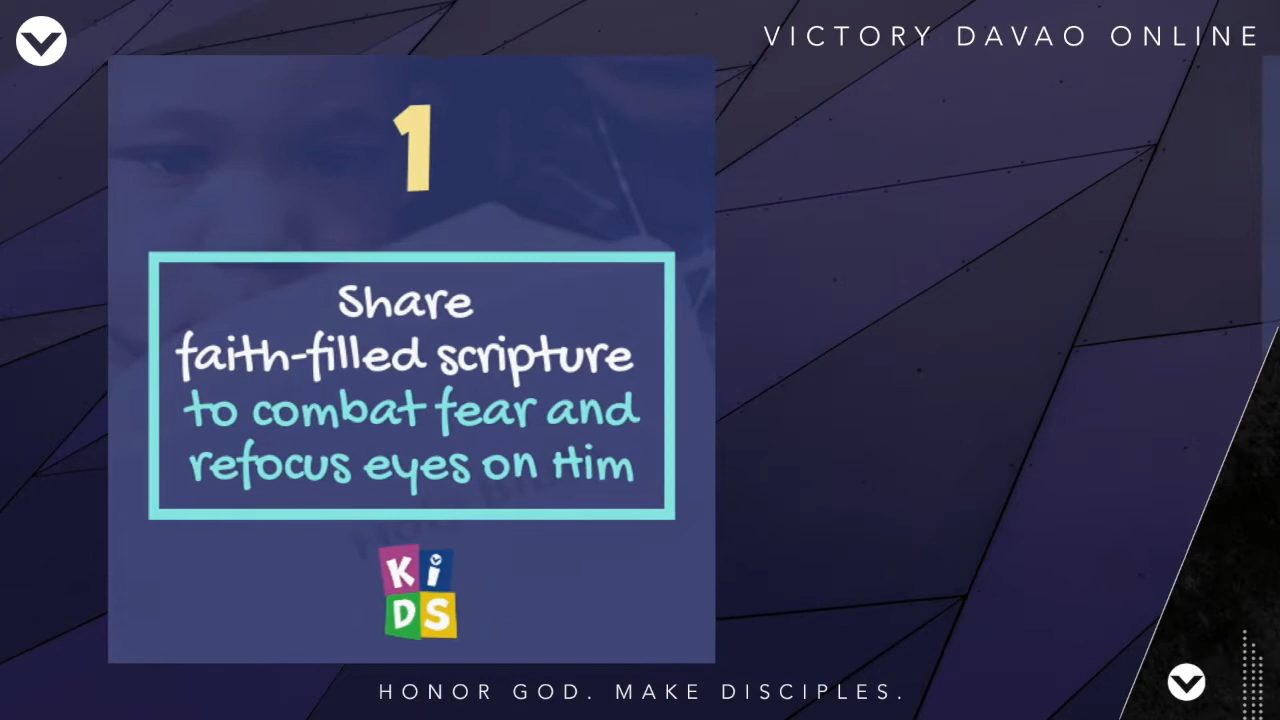 VICTORY DAVAO ONLINE
1
Share
faith-filled scripture
to combat fear and
refocus eyes on Him
KiDS
HONOR GOD. MAKE DISCIPLES.